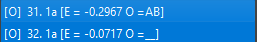 [O] 31. 1a [E = -0.2967 O =AB]
[O] 32. 1a [E = -0.0717 O =__]